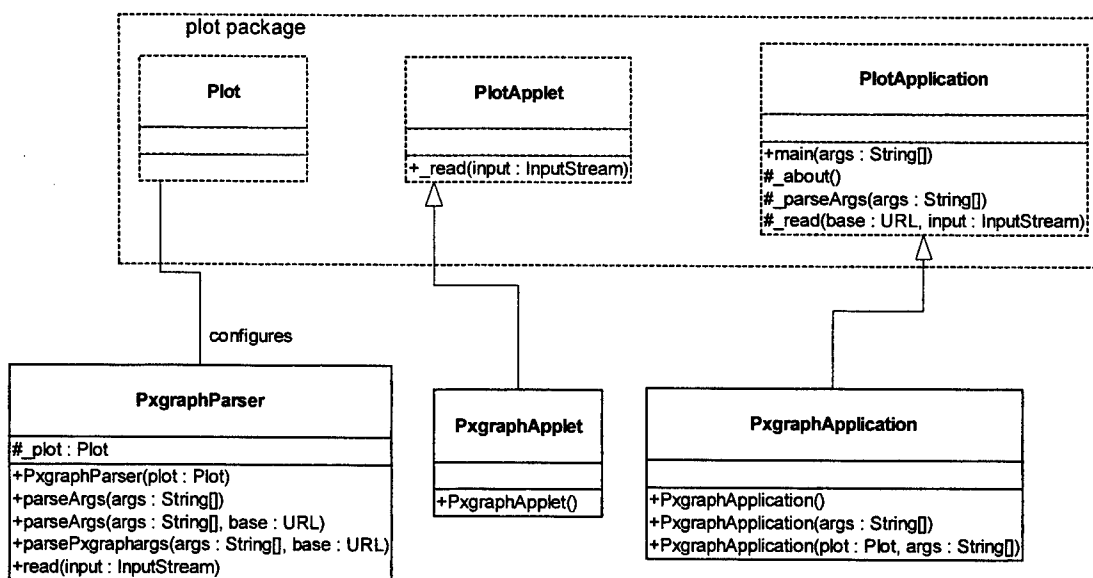 plot package
Plot
PlotApplet
+_read(input : InputStream)
PlotApplication
+main(args : String[])
#_about()
#_parseArgs(args : String[])
#_read(base : URL, input : InputStream)
configures
PxgraphParser
#_plot : Plot
+PxgraphParser(plot : Plot)
+parseArgs(args : String[])
+parseArgs(args : String[], base : URL)
+parsePxgraphargs(args : String[], base : URL)
+read(input : InputStream)
PxgraphApplet
+PxgraphApplet()
PxgraphApplication
+PxgraphApplication()
+PxgraphApplication(args : String[])
+PxgraphApplication(plot : Plot, args : String[])